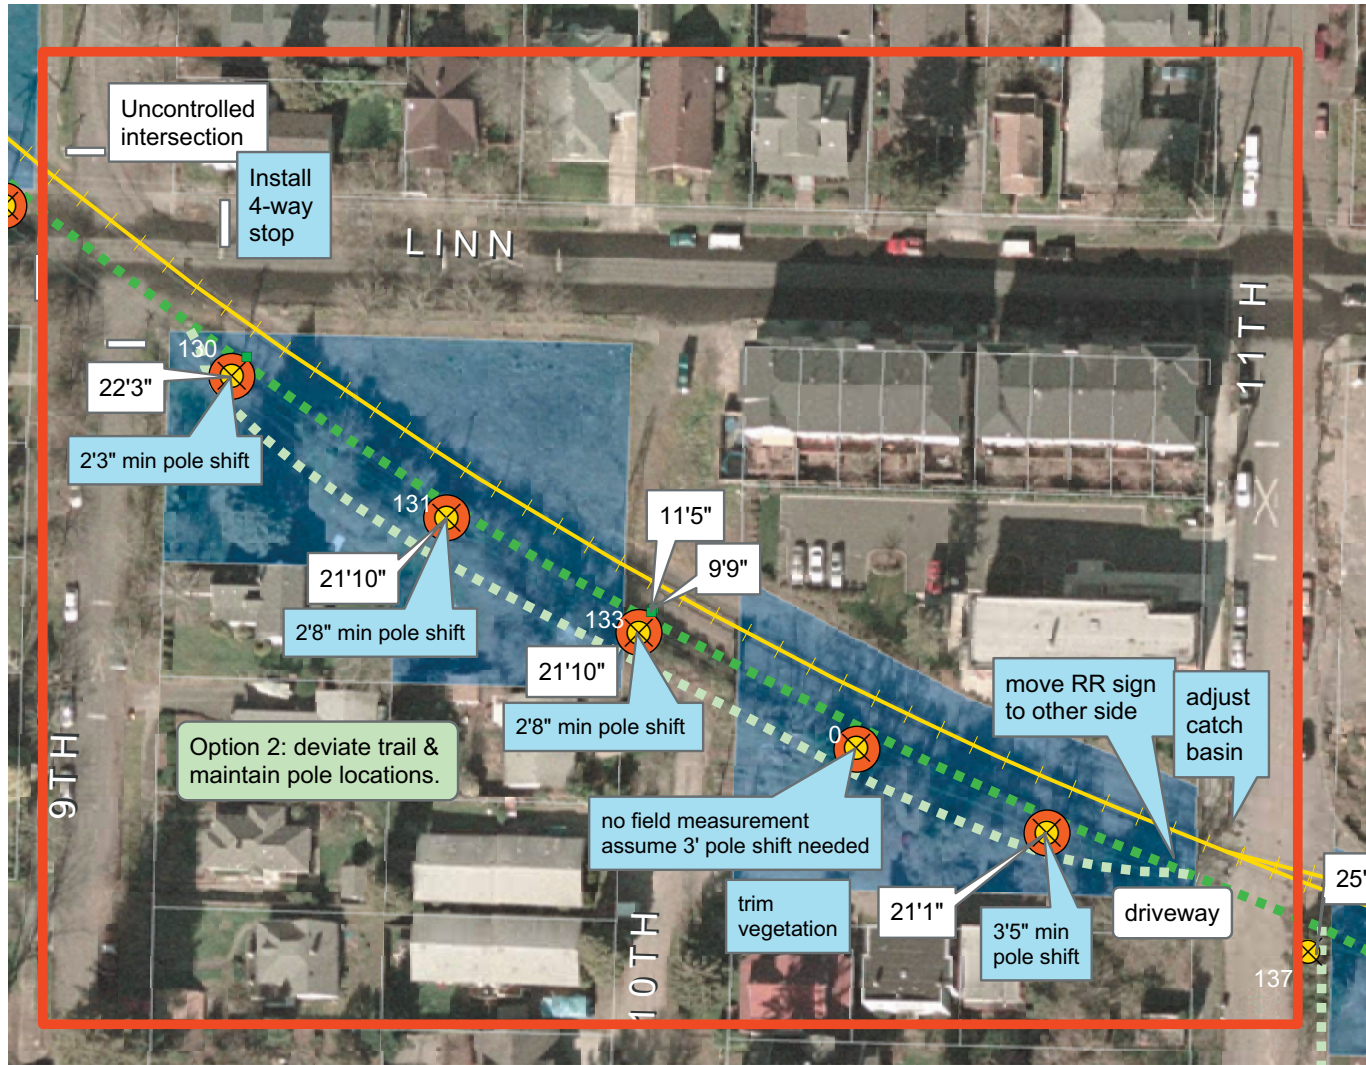 Uncontrolled
intersection
Install
4-way
stop
LINN
11TH
130
22'3"
2'3" min pole shift
131
21'10"
2'8" min pole shift
11'5"
9'9"
133
21'10"
2'8" min pole shift
move RR sign
to other side
adjust
catch
basin
Option 2: deviate trail &
maintain pole locations.
9TH
0
no field measurement
assume 3' pole shift needed
25'
trim
vegetation
21'1"
3'5" min
pole shift
driveway
10TH
137